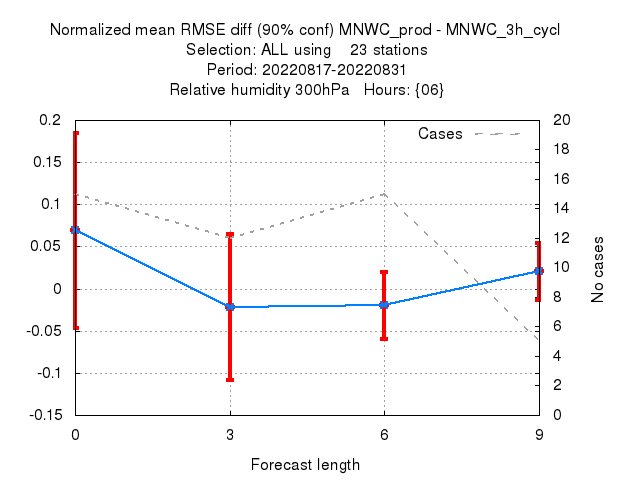 Normalized mean RMSE diff (90% conf) MNWC_prod - MNWC_3h_cycl
Selection: ALL using 23 stations
Period: 20220817-20220831
Relative humidity 300hPa Hours: {06}
Cases
0.2
0.15
0.1
0.05
0
-0.05
-0.1
-0.15
20
18
16
14
12
10
8
6
4
2
0
No cases
0 3 6 9
Forecast length